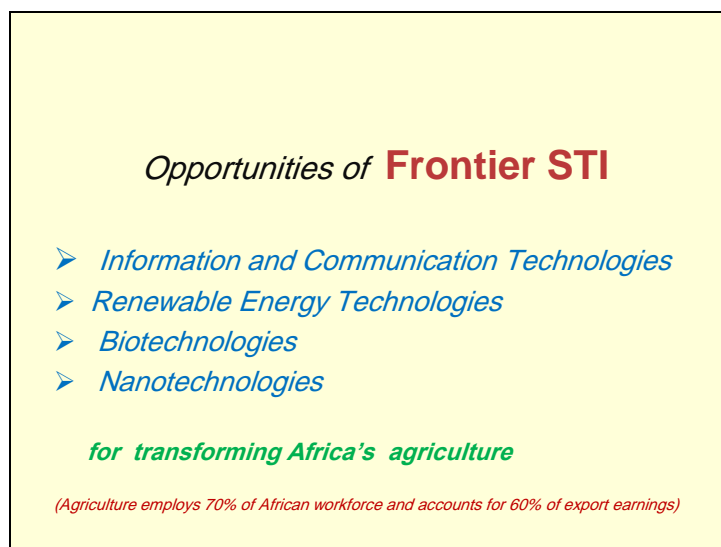 Opportunities of Frontier STI
➢ Information and Communication Technologies
➢ Renewable Energy Technologies
➢ Biotechnologies
➢ Nanotechnologies
for transforming Africa's agriculture
(Agriculture employs 70% of African workforce and accounts for 60% of export earnings)